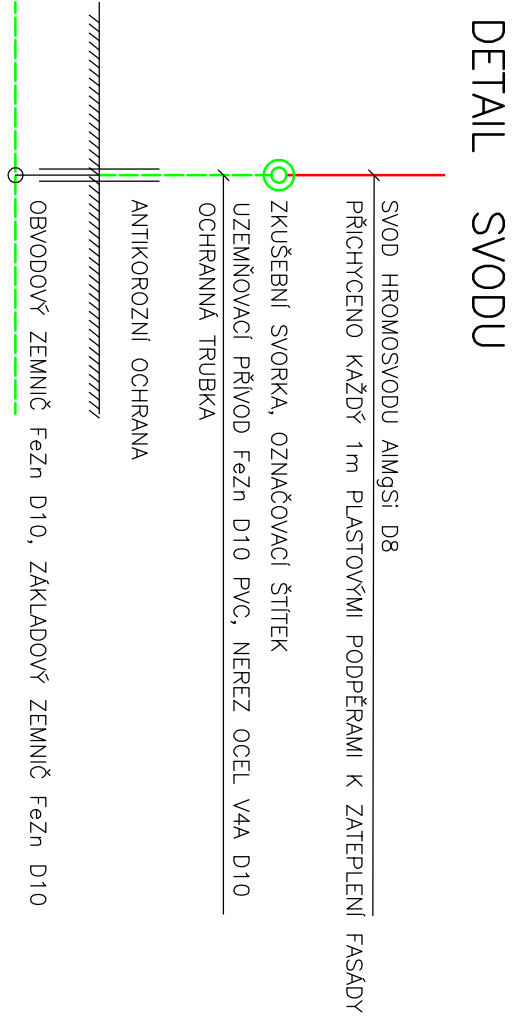 DETAIL SVODU
SVOD HROMOSVODU AlMgSi D8
PŘICHYCENO KAŽDÝ 1m PLASTOVÝMI PODPĚRAMI K ZATEPLENÍ FASÁDY
ZKUŠEBNÍ SVORKA, OZNAČOVACÍ ŠTÍTEK
UZEMŇOVACÍ PŘÍVOD FeZn D10 PVC, NEREZ OCEL V4A D10
OCHRANNÁ TRUBKA
ANTIKOROZNÍ OCHRANA
OBVODOVÝ ZEMNIČ FeZn D10, ZÁKLADOVÝ ZEMNIČ FeZn D10